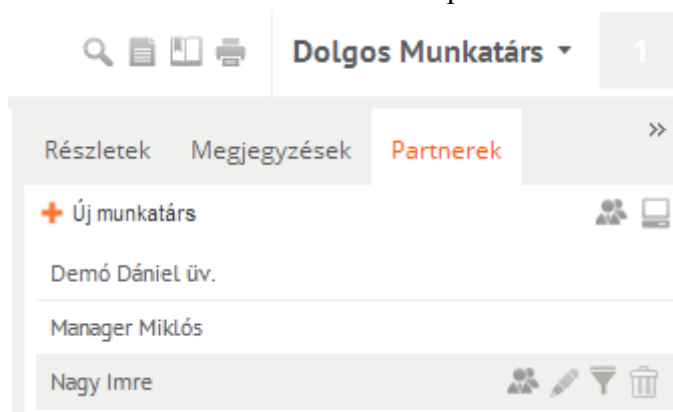 Dolgos Munkatárs 1
Részletek Megjegyzések Partnerek
Új munkatárs
Demó Dániel üv.
Manager Miklós
Nagy Imre